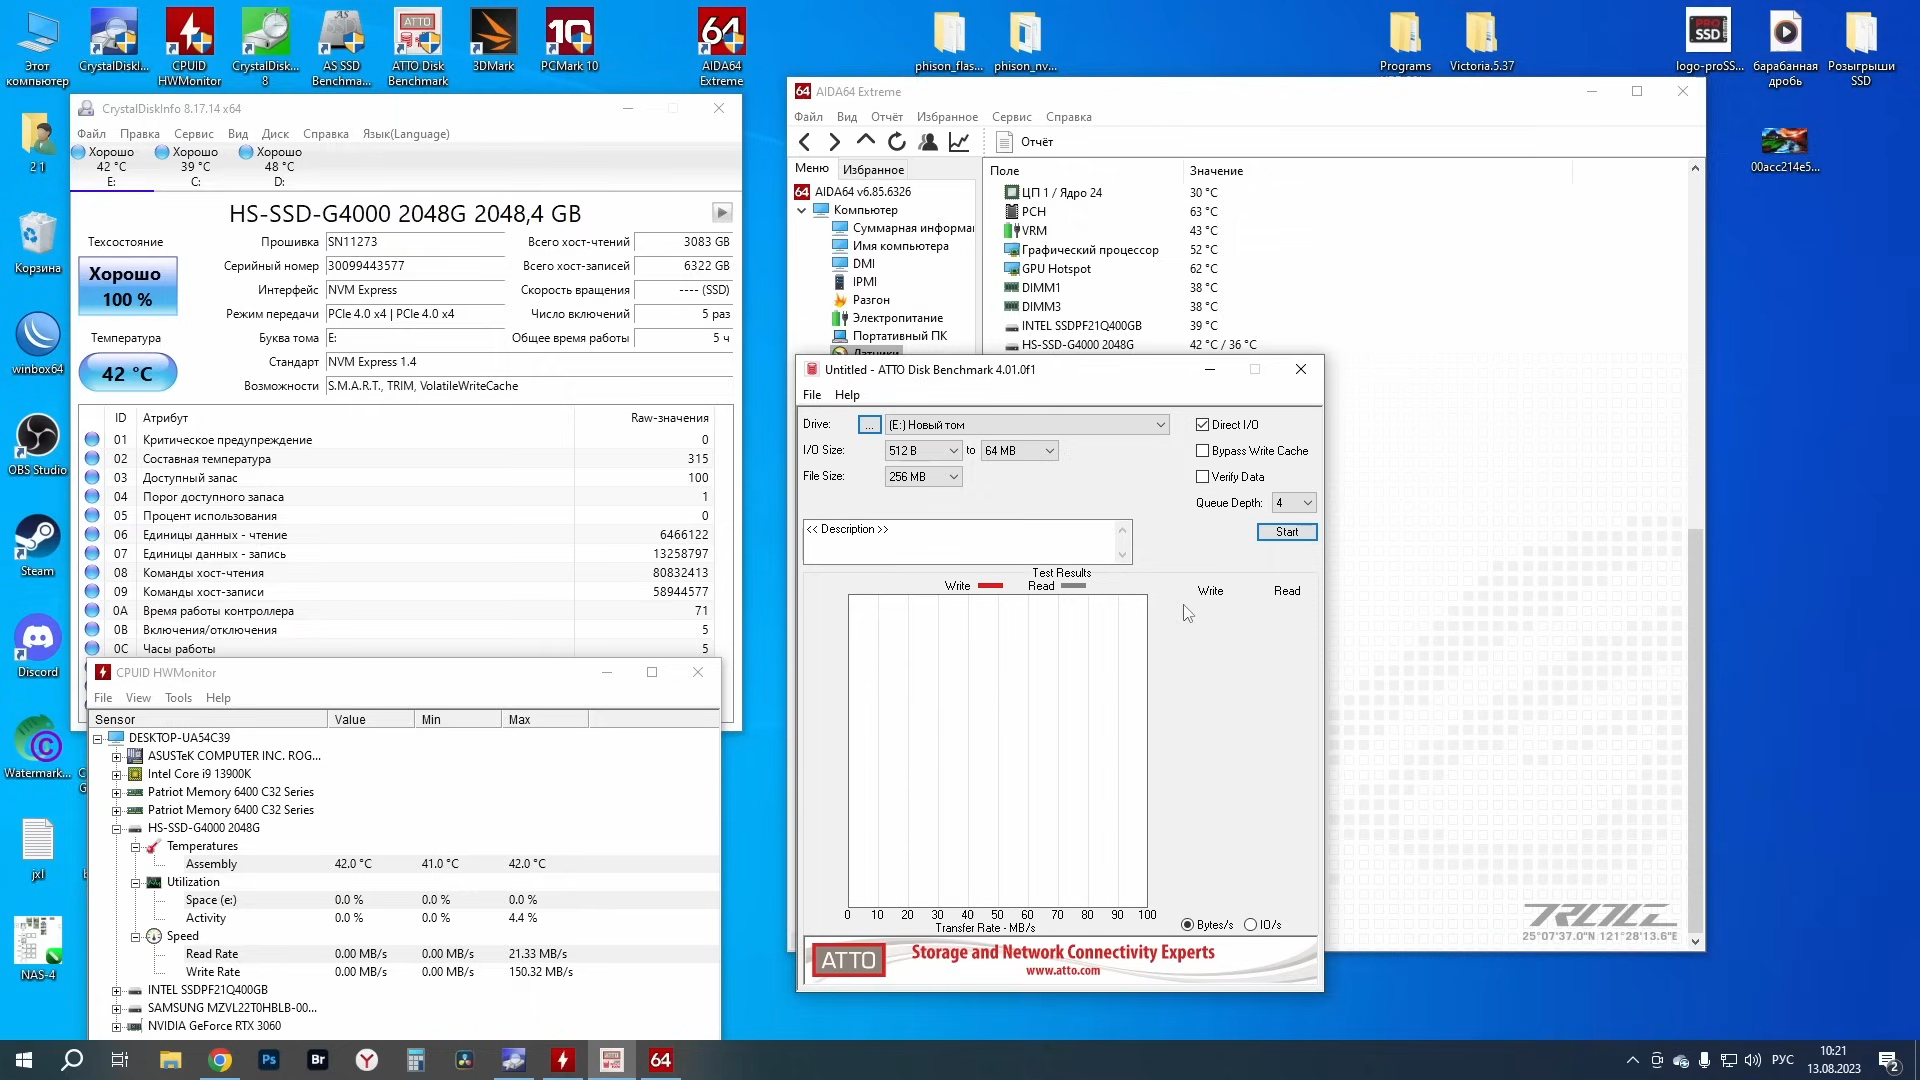 Этот компьютер
CrystalDiskI...
CPUID HWMonitor
CrystalDisk... 8
AS SSD Benchma...
ATTO Disk Benchmark
3DMark
PCMark 10
AIDA64 Extreme
phison_flas...
phison_nv...
Programs
Victoria.5.37
logo-proSS...
барабанная дробь
Розыгрыши SSD
2 1
Корзина
winbox64
OBS Studio
Steam
Discord
Watermark...
jxl
NAS-4
00acc214e5...
CrystalDiskInfo 8.17.14 x64
Файл Правка Сервис Вид Диск Справка Язык(Language)
Хорошо Хорошо Хорошо
42 °C 39 °C 48 °C
E: C: D:
HS-SSD-G4000 2048G 2048,4 GB
Техсостояние
Хорошо
100 %
Температура
42 °C
Прошивка SN11273 Всего хост-чтений 3083 GB
Серийный номер 30099443577 Всего хост-записей 6322 GB
Интерфейс NVM Express Скорость вращения ---- (SSD)
Режим передачи PCIe 4.0 x4 | PCIe 4.0 x4 Число включений 5 раз
Буква тома E: Общее время работы 5 ч
Стандарт NVM Express 1.4
Возможности S.M.A.R.T., TRIM, VolatileWriteCache
ID Атрибут Raw-значения
01 Критическое предупреждение 0
02 Составная температура 315
03 Доступный запас 100
04 Порог доступного запаса 1
05 Процент использования 0
06 Единицы данных - чтение 6466122
07 Единицы данных - запись 13258797
08 Команды хост-чтения 80832413
09 Команды хост-записи 58944577
0A Время работы контроллера 71
0B Включения/отключения 5
0C Часы работы 5
CPUID HWMonitor
File View Tools Help
Sensor Value Min Max
DESKTOP-UA54C39
ASUSTeK COMPUTER INC. ROG...
Intel Core i9 13900K
Patriot Memory 6400 C32 Series
Patriot Memory 6400 C32 Series
HS-SSD-G4000 2048G
Temperatures
Assembly 42.0 °C 41.0 °C 42.0 °C
Utilization
Space (e:) 0.0 % 0.0 % 0.0 %
Activity 0.0 % 0.0 % 4.4 %
Speed
Read Rate 0.00 MB/s 0.00 MB/s 21.33 MB/s
Write Rate 0.00 MB/s 0.00 MB/s 150.32 MB/s
INTEL SSDPF21Q400GB
SAMSUNG MZVL22T0HBLB-00...
NVIDIA GeForce RTX 3060
AIDA64 Extreme
Файл Вид Отчёт Избранное Сервис Справка
Отчёт
Меню Избранное
AIDA64 v6.85.6326
Компьютер
Суммарная информа
Имя компьютера
DMI
IPMI
Разгон
Электропитание
Портативный ПК
Датчики
Поле Значение
ЦП 1 / Ядро 24 30 °C
PCH 63 °C
VRM 43 °C
Графический процессор 52 °C
GPU Hotspot 62 °C
DIMM1 38 °C
DIMM3 38 °C
INTEL SSDPF21Q400GB 39 °C
HS-SSD-G4000 2048G 42 °C / 36 °C
25°07'37.0"N 121°28'13.6"E
Untitled - ATTO Disk Benchmark 4.01.0f1
File Help
Drive: ... (E:) Новый том
I/O Size: 512 B to 64 MB
File Size: 256 MB
Direct I/O
Bypass Write Cache
Verify Data
Queue Depth: 4
<< Description >>
Start
Test Results
Write Read
Write Read
0 10 20 30 40 50 60 70 80 90 100
Transfer Rate - MB/s
Bytes/s IO/s
ATTO
Storage and Network Connectivity Experts
www.atto.com
РУС
10:21
13.08.2023
2